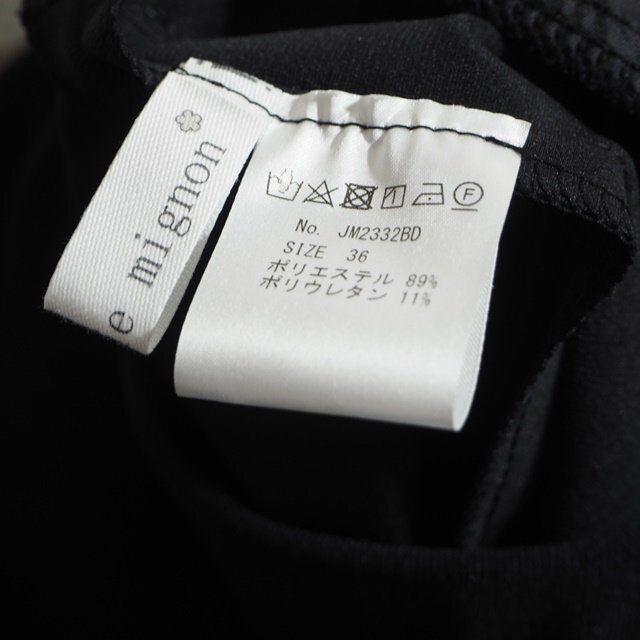 e mignon
No. JM2332BD
SIZE 36
ポリエステル 89%
ポリウレタン 11%